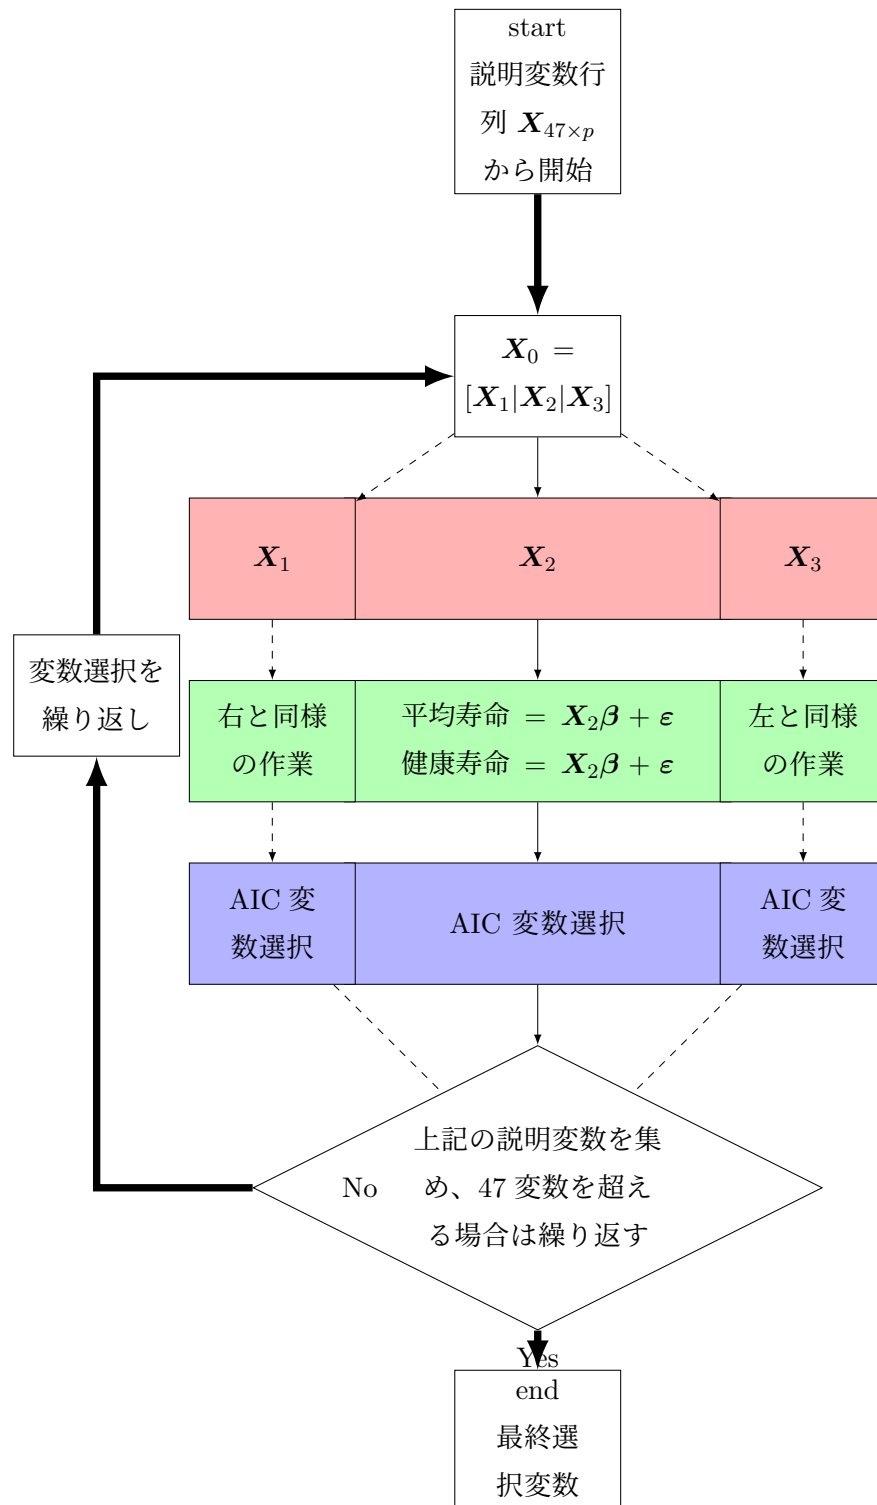 start
説明変数行
列 X₄₇×ₚ
から開始
X₀ =
[X₁|X₂|X₃]
X₁
X₂
X₃
変数選択を
繰り返し
右と同様
の作業
平均寿命 = X₂β + ε
健康寿命 = X₂β + ε
左と同様
の作業
AIC 変
数選択
AIC 変数選択
AIC 変
数選択
No
上記の説明変数を集
め、47 変数を超え
る場合は繰り返す
Yes
end
最終選
択変数